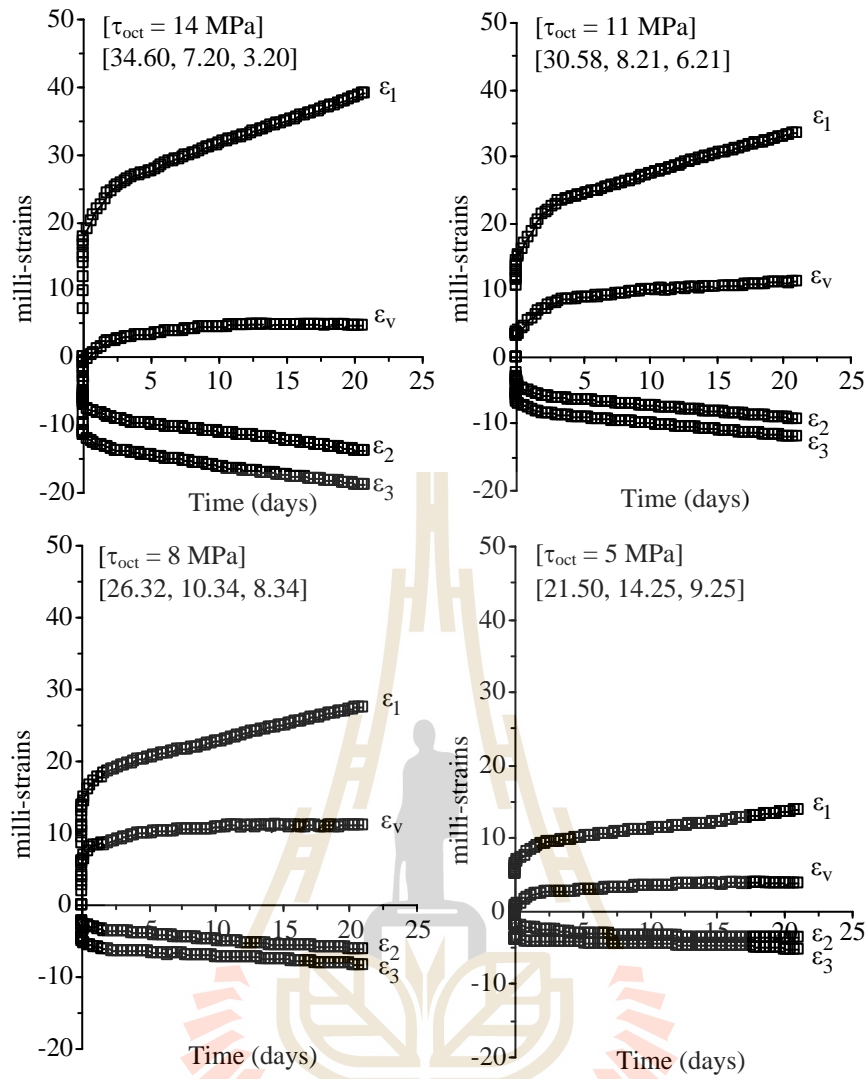 50
[τoct = 14 MPa]
[34.60, 7.20, 3.20]
40
ε1
30
milli-strains
20
10
εv
0
5 10 15 20 25
-10
ε2
ε3
-20
Time (days)
50
[τoct = 11 MPa]
[30.58, 8.21, 6.21]
40
ε1
30
milli-strains
20
10
εv
0
5 10 15 20 25
-10
ε2
ε3
-20
Time (days)
50
[τoct = 8 MPa]
[26.32, 10.34, 8.34]
40
30
ε1
milli-strains
20
10
εv
0
5 10 15 20 25
ε2
ε3
-10
-20
Time (days)
50
[τoct = 5 MPa]
[21.50, 14.25, 9.25]
40
30
milli-strains
20
ε1
10
εv
0
5 10 15 20 25
ε2
ε3
-10
-20
Time (days)